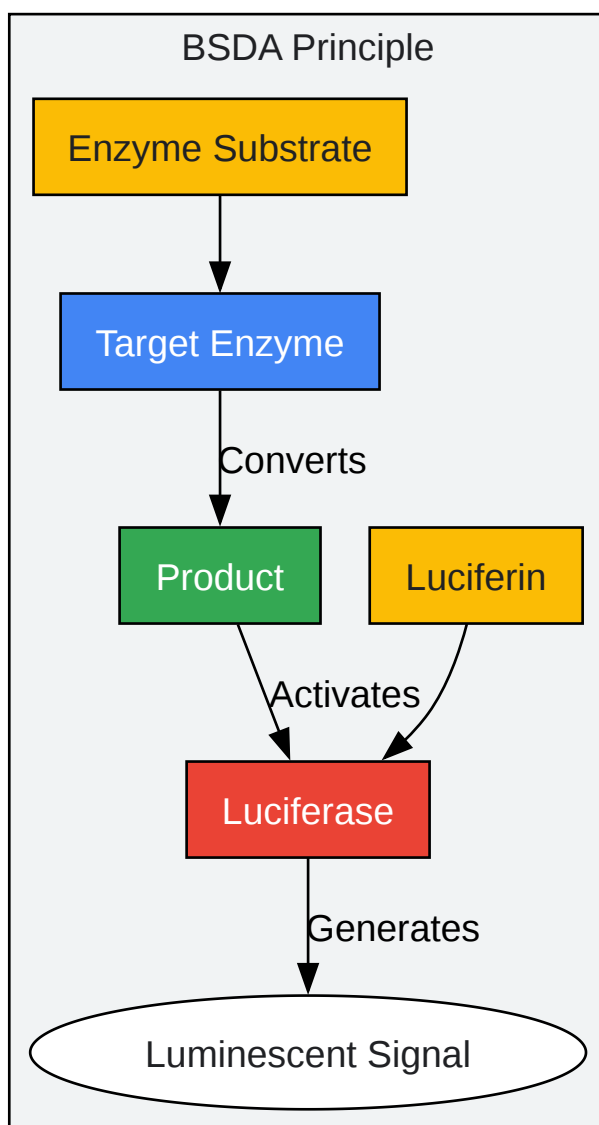 BSDA Principle
Enzyme Substrate
Target Enzyme
Converts
Product
Luciferin
Activates
Luciferase
Generates
Luminescent Signal